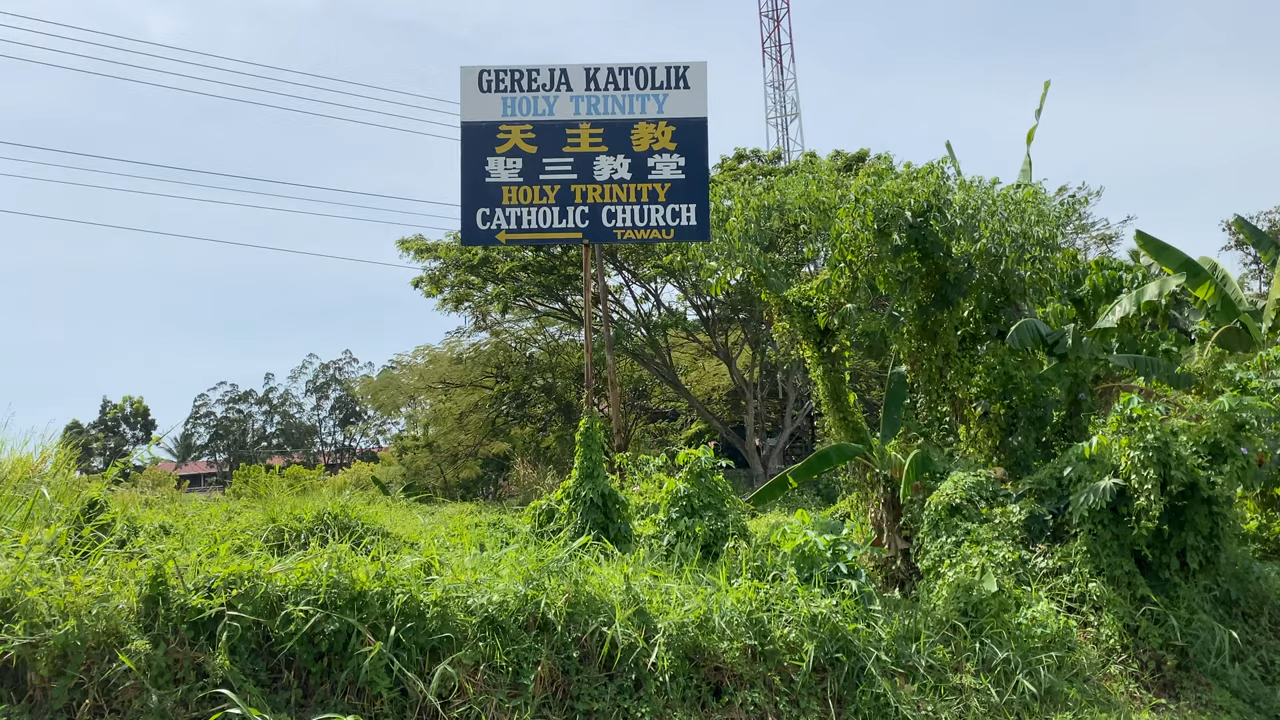 GEREJA KATOLIK
HOLY TRINITY
天主教
聖三教堂
HOLY TRINITY
CATHOLIC CHURCH
TAWAU